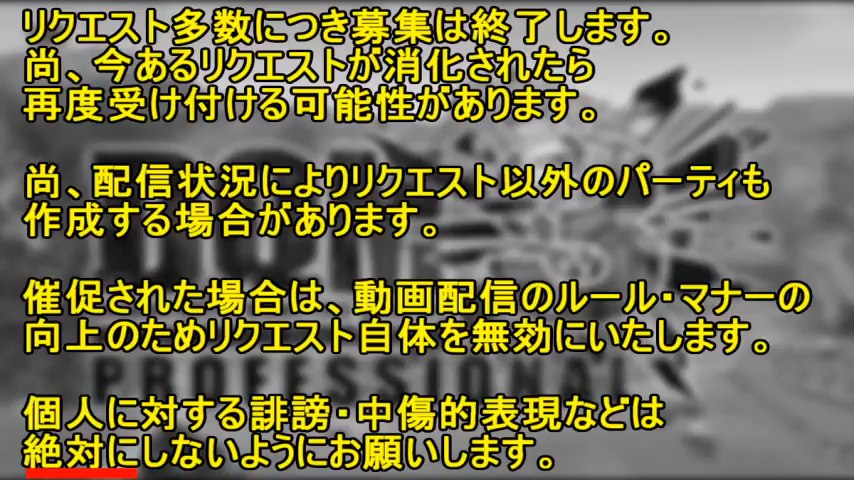 リクエスト多数につき募集は終了します。
尚、今あるリクエストが消化されたら
再度受け付ける可能性があります。
尚、配信状況によりリクエスト以外のパーティも
作成する場合があります。
催促された場合は、動画配信のルール・マナーの
向上のためリクエスト自体を無効にいたします。
PROFESSIONAL
個人に対する誹謗・中傷的表現などは
絶対にしないようにお願いします。